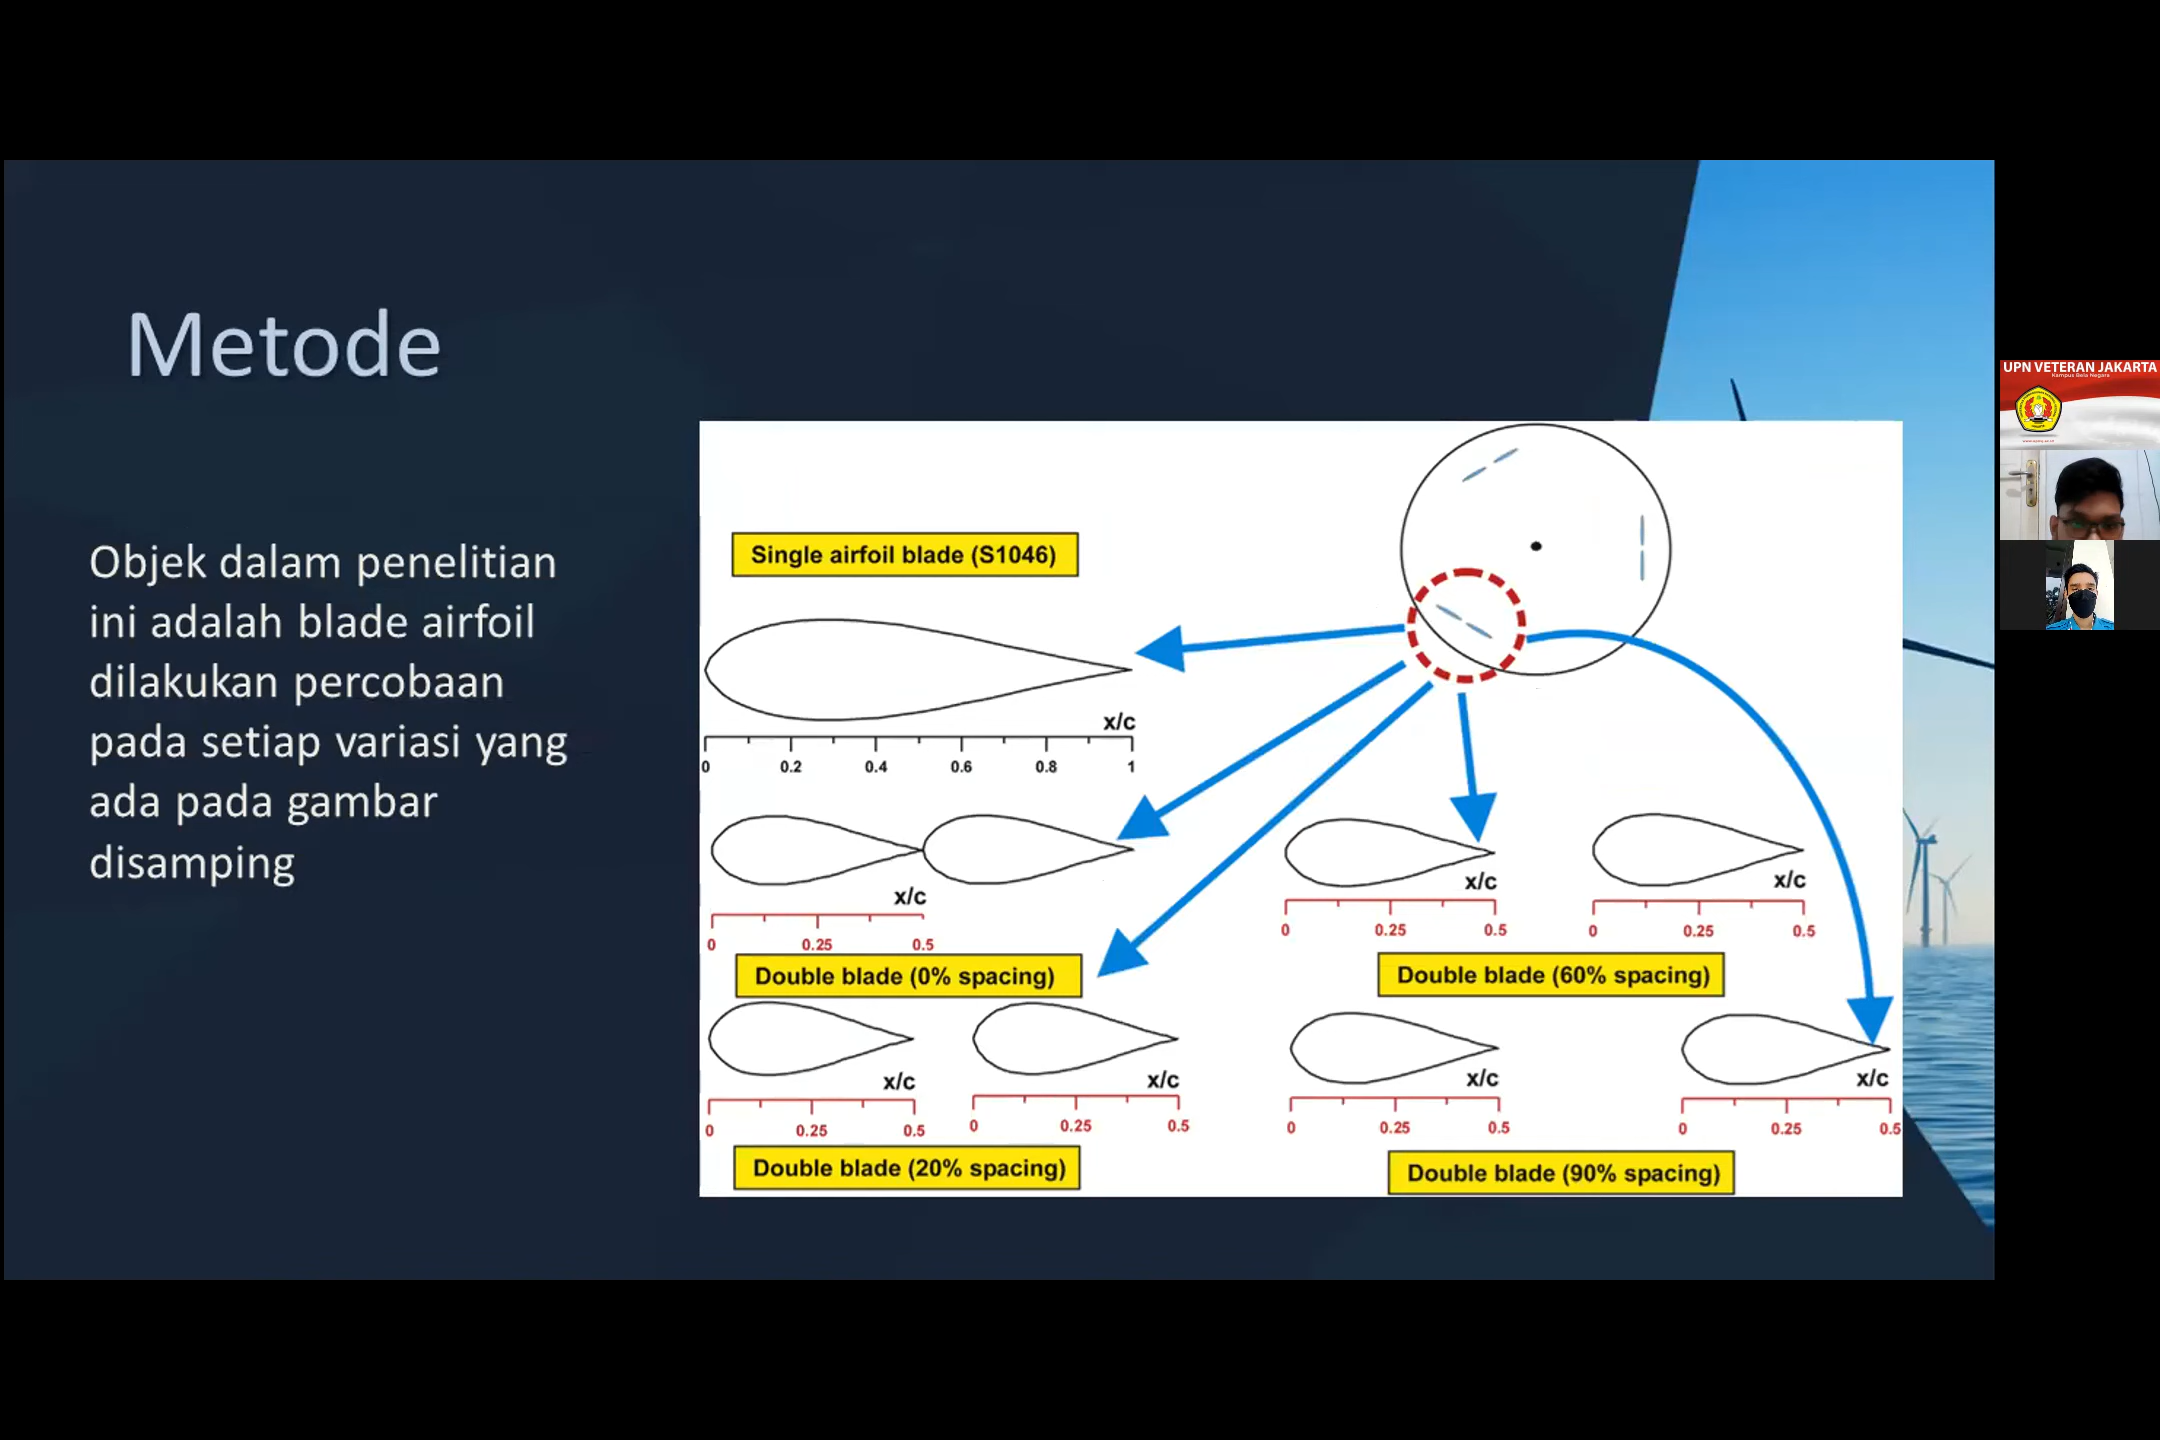 Metode
Objek dalam penelitian
ini adalah blade airfoil
dilakukan percobaan
pada setiap variasi yang
ada pada gambar
disamping
Single airfoil blade (S1046)
x/c
0 0.2 0.4 0.6 0.8 1
x/c
0 0.25 0.5
Double blade (0% spacing)
x/c x/c
0 0.25 0.5 0 0.25 0.5
Double blade (20% spacing)
x/c x/c
0 0.25 0.5 0 0.25 0.5
Double blade (60% spacing)
x/c x/c
0 0.25 0.5 0 0.25 0.5
Double blade (90% spacing)
UPN VETERAN JAKARTA
Kampus Bela Negara